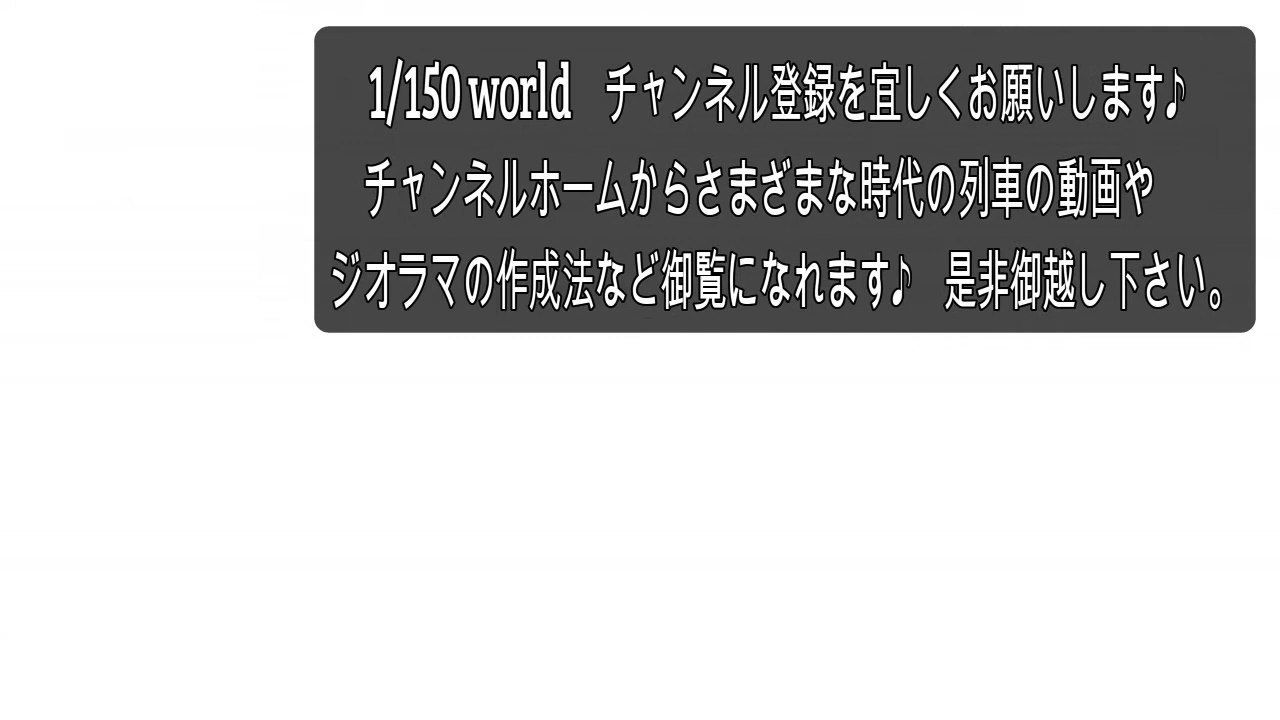 1/150 world　チャンネル登録を宜しくお願いします♪
チャンネルホームからさまざまな時代の列車の動画や
ジオラマの作成法など御覧になれます♪　是非御越し下さい。